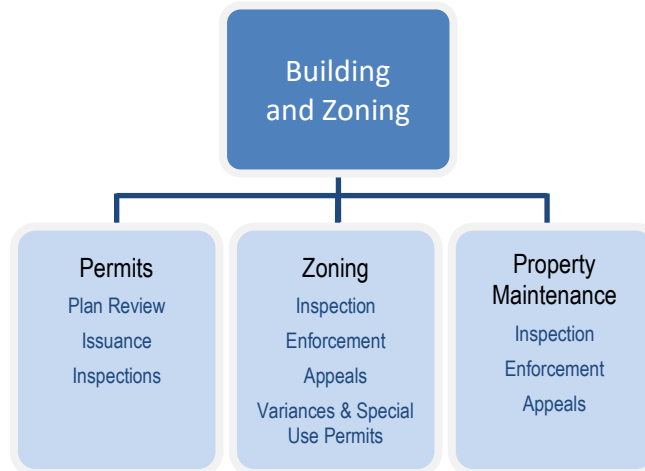 Building
and Zoning
Permits
Plan Review
Issuance
Inspections
Zoning
Inspection
Enforcement
Appeals
Variances & Special
Use Permits
Property
Maintenance
Inspection
Enforcement
Appeals